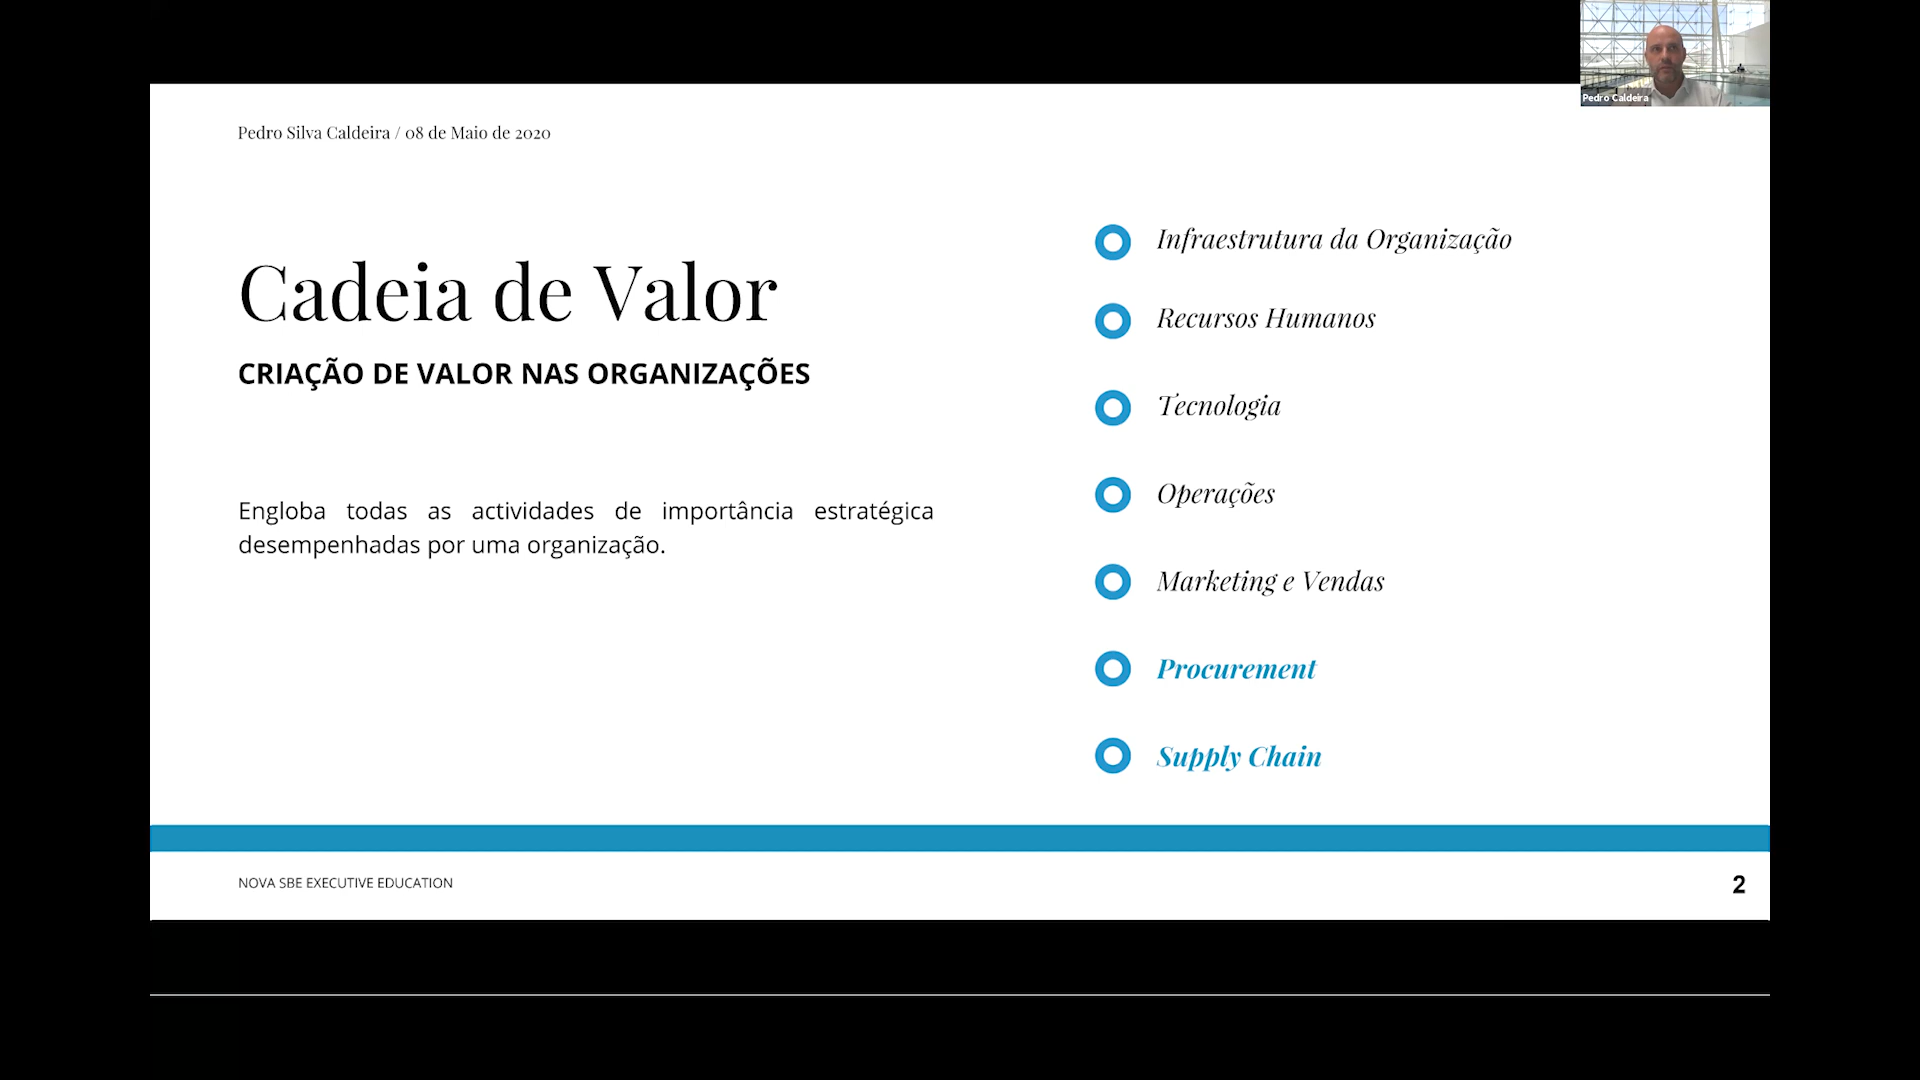 Pedro Caldeira
Pedro Silva Caldeira / 08 de Maio de 2020
Cadeia de Valor
CRIAÇÃO DE VALOR NAS ORGANIZAÇÕES
Engloba todas as actividades de importância estratégica
desempenhadas por uma organização.
Infraestrutura da Organização
Recursos Humanos
Tecnologia
Operações
Marketing e Vendas
Procurement
Supply Chain
NOVA SBE EXECUTIVE EDUCATION
2